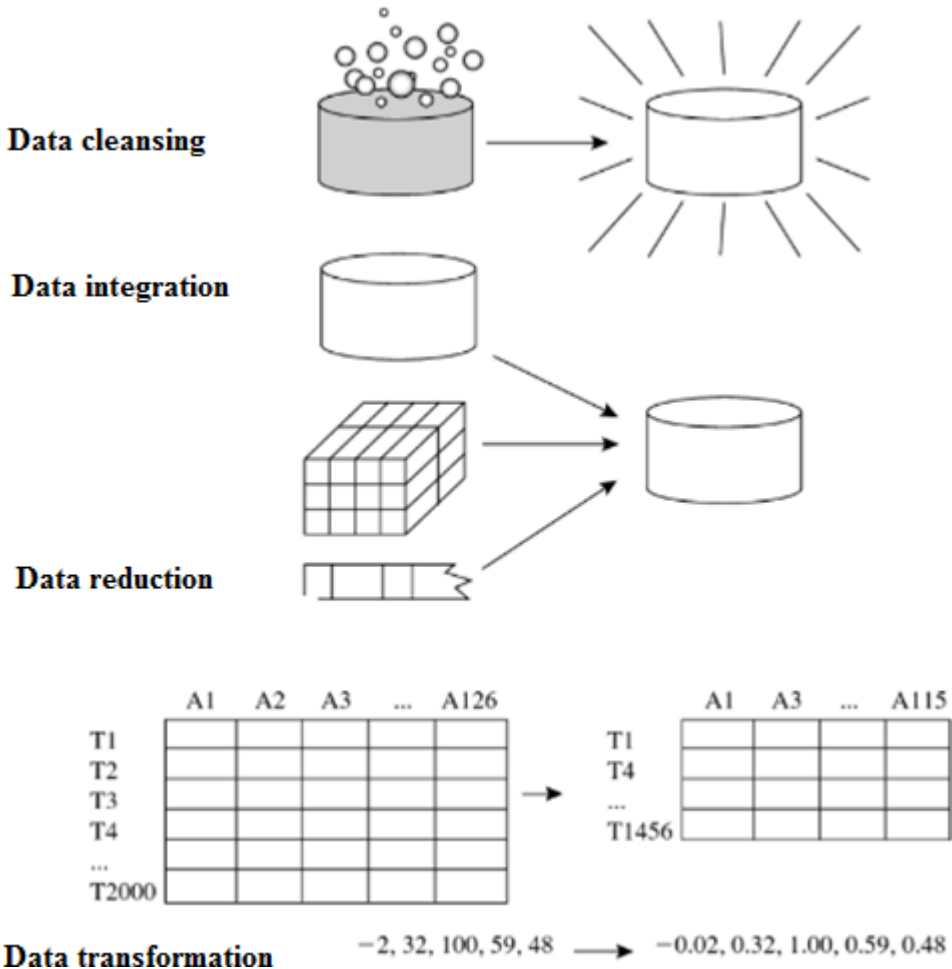 Data cleansing
Data integration
Data reduction
A1 A2 A3 ... A126
T1
T2
T3
T4
...
T2000
A1 A3 ... A115
T1
T4
...
T1456
Data transformation −2, 32, 100, 59, 48 −0.02, 0.32, 1.00, 0.59, 0.48